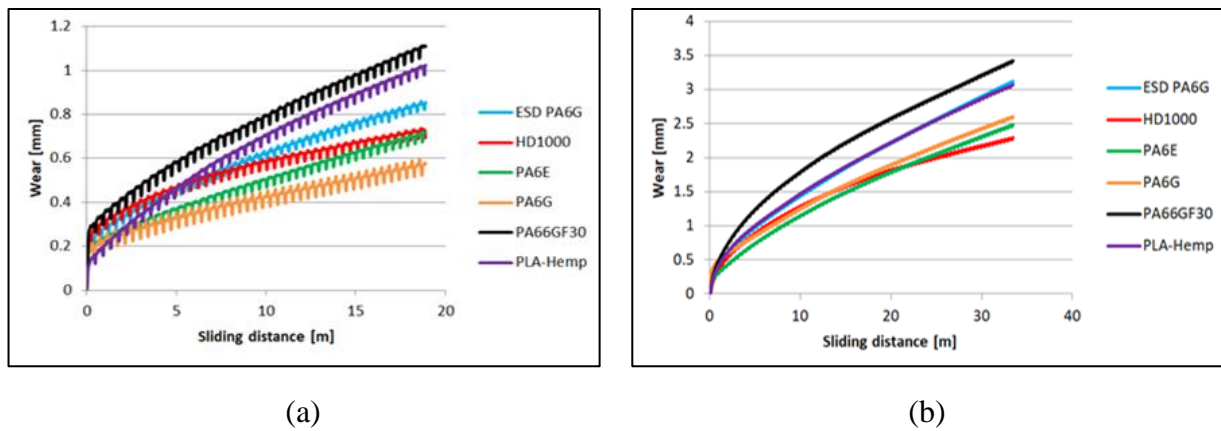 1.2
1
0.8
0.6
0.4
0.2
0
Wear [mm]
0 5 10 15 20
Sliding distance [m]
ESD PA6G
HD1000
PA6E
PA6G
PA66GF30
PLA-Hemp
(a)
4
3.5
3
2.5
2
1.5
1
0.5
0
Wear [mm]
0 10 20 30 40
Sliding distance [m]
ESD PA6G
HD1000
PA6E
PA6G
PA66GF30
PLA-Hemp
(b)